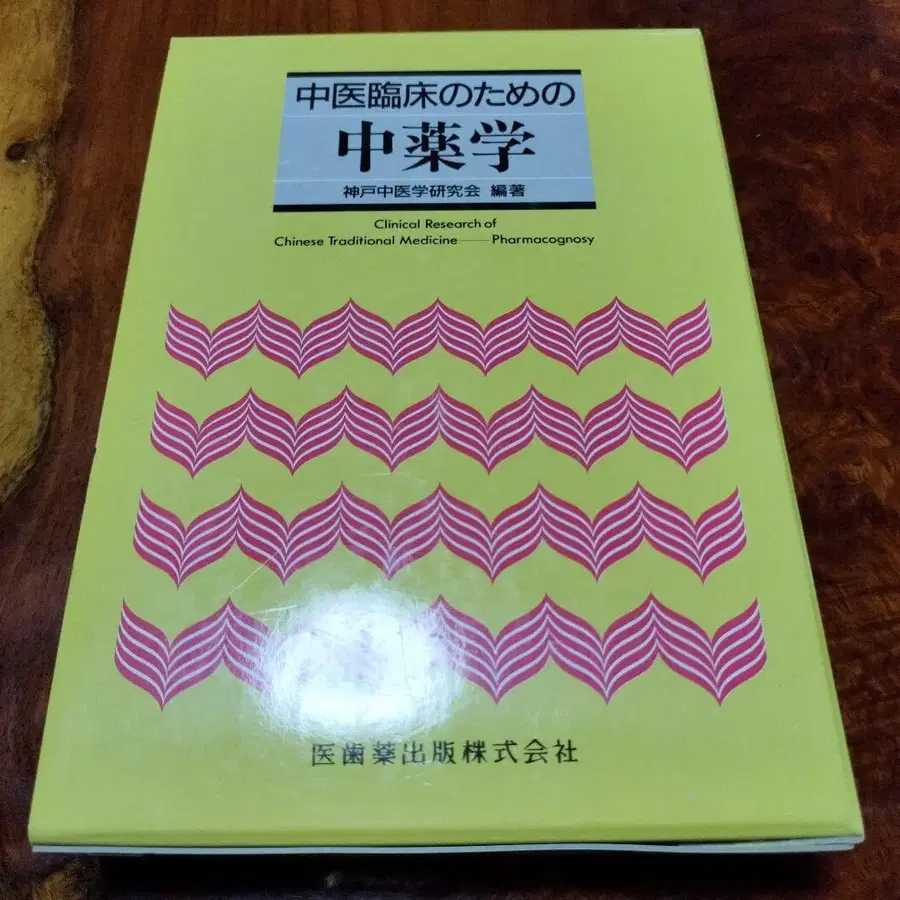 中医臨床のための
中薬学
神戸中医学研究会 編著
Clinical Research of
Chinese Traditional Medicine——Pharmacognosy
医歯薬出版株式会社